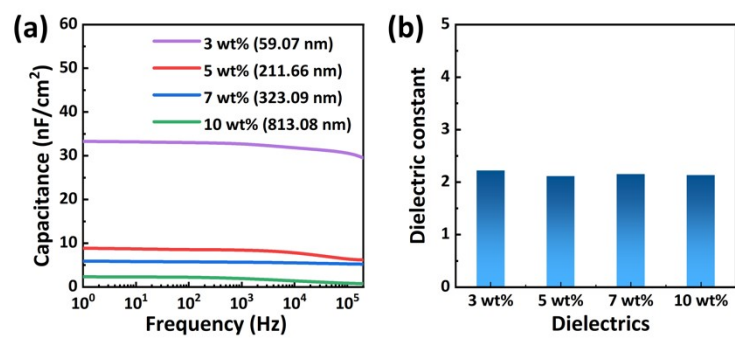 (a)
60
50
40
30
20
10
0
Capacitance (nF/cm²)
3 wt% (59.07 nm)
5 wt% (211.66 nm)
7 wt% (323.09 nm)
10 wt% (813.08 nm)
10⁰ 10¹ 10² 10³ 10⁴ 10⁵
Frequency (Hz)
(b)
5
4
3
2
1
0
Dielectric constant
3 wt% 5 wt% 7 wt% 10 wt%
Dielectrics